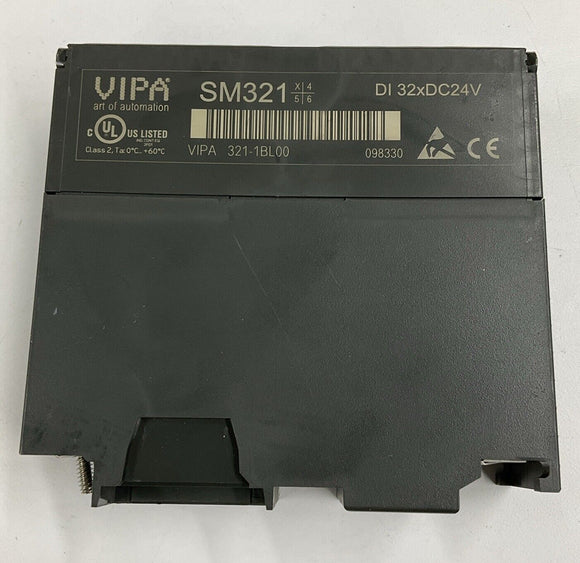 VIPA
art of automation
SM321
X 4
5 6
DI 32xDC24V
C UL US LISTED
Class 2, Ta: 0°C.. +60°C
VIPA 321-1BL00
098330
CE